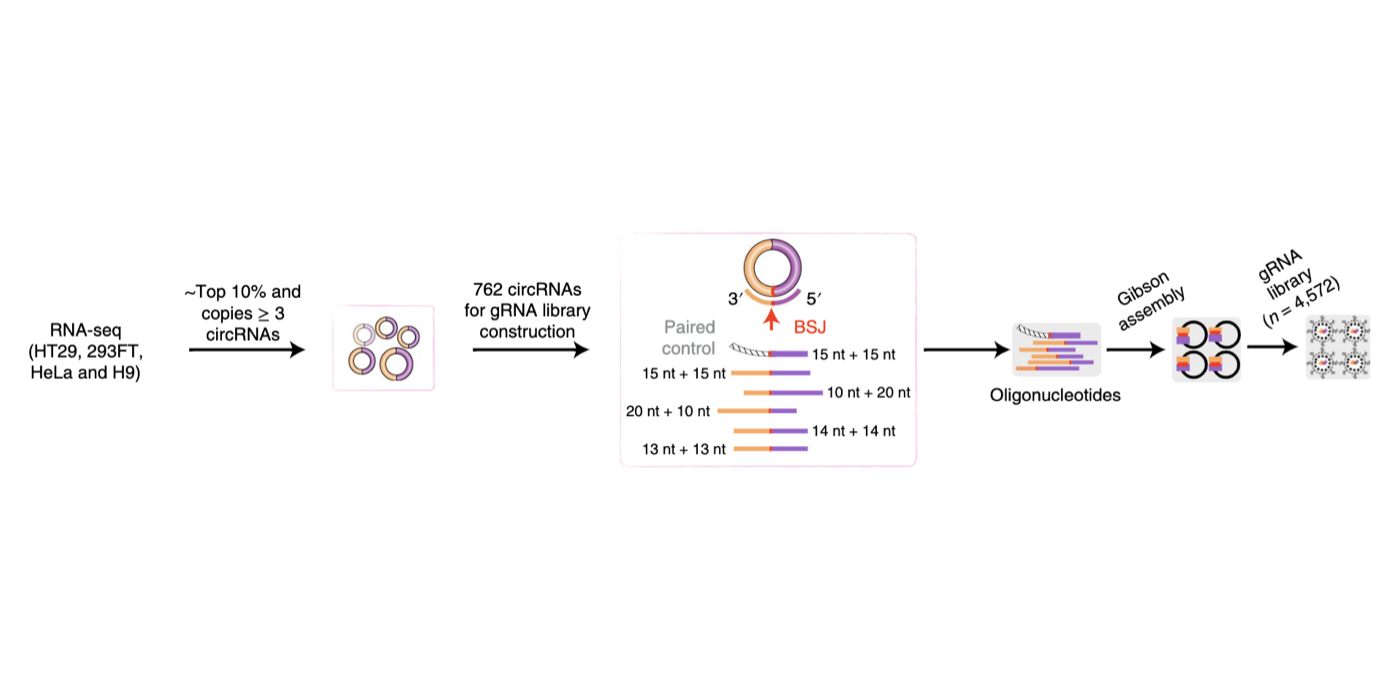 RNA-seq
(HT29, 293FT,
HeLa and H9)
~Top 10% and
copies ≥ 3
circRNAs
762 circRNAs
for gRNA library
construction
3′
5′
BSJ
Paired
control
15 nt + 15 nt
15 nt + 15 nt
10 nt + 20 nt
20 nt + 10 nt
14 nt + 14 nt
13 nt + 13 nt
Oligonucleotides
Gibson
assembly
gRNA
library
(n = 4,572)